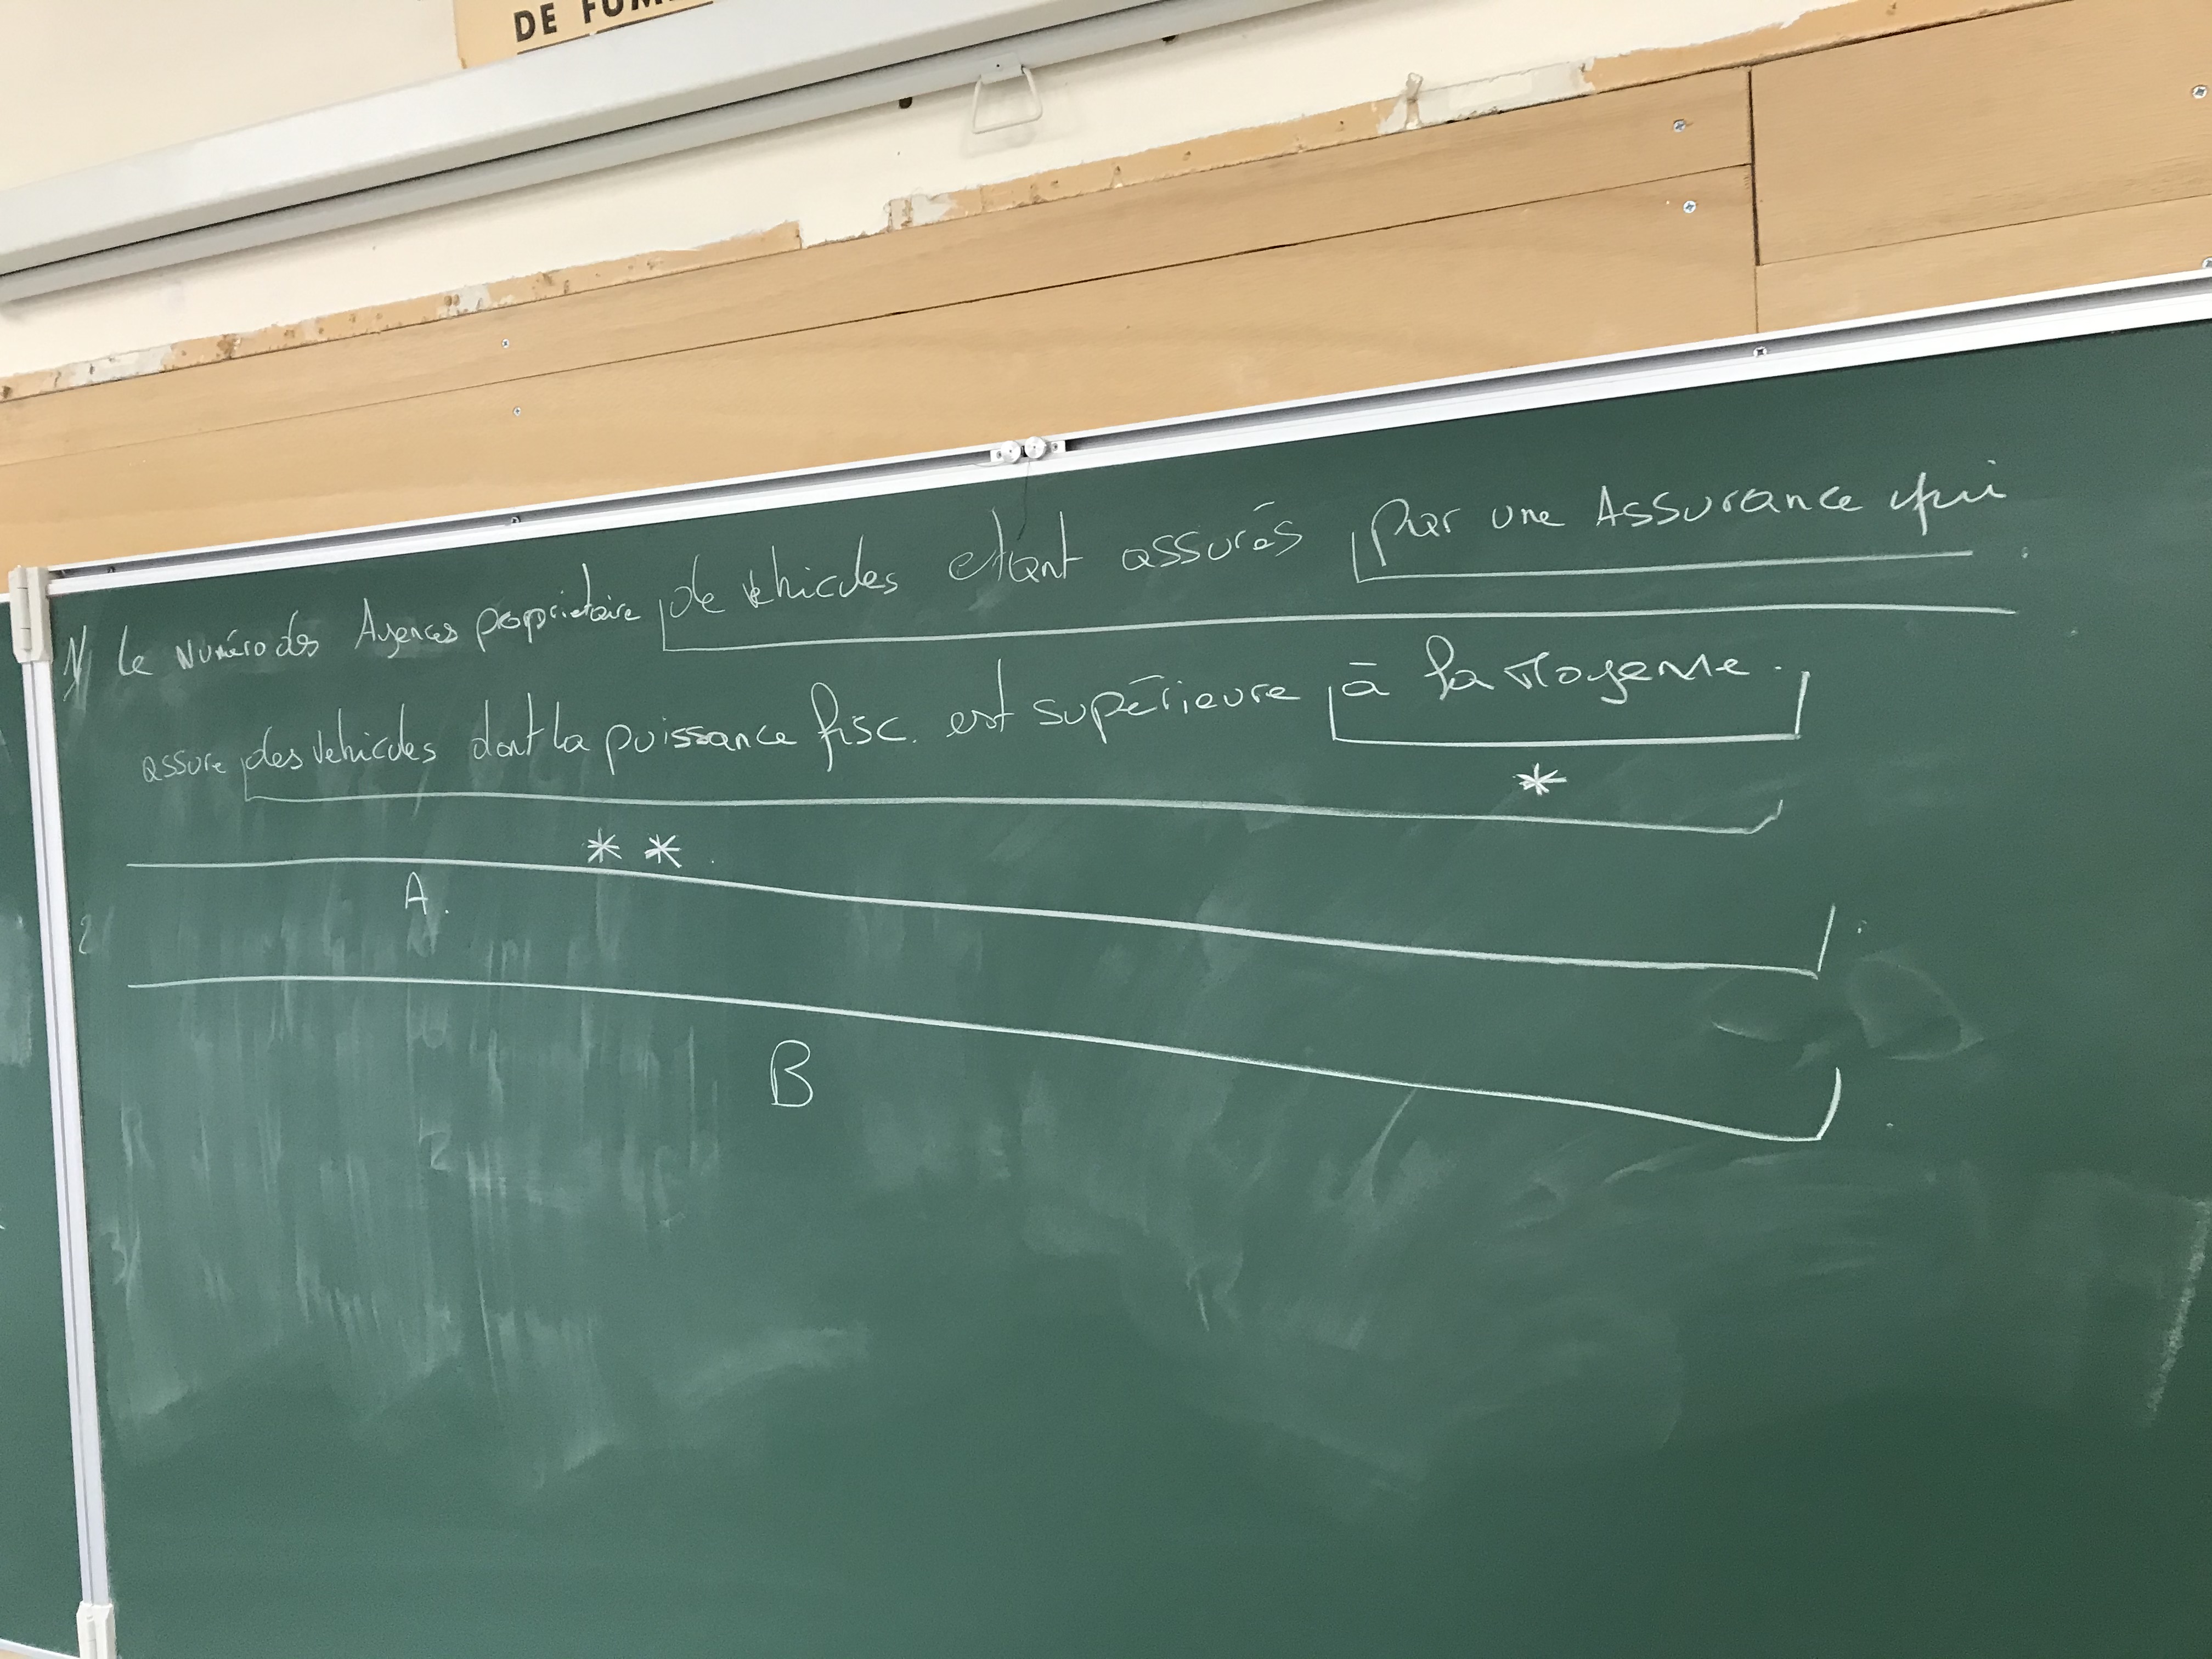 DE FUM
1) Le Numéro des Agences proprietaire de vehicules etant assurés par une Assurance qui
assure des vehicules dont la puissance fisc. est supérieure à la Moyenne.
*
* *
A.
2
B